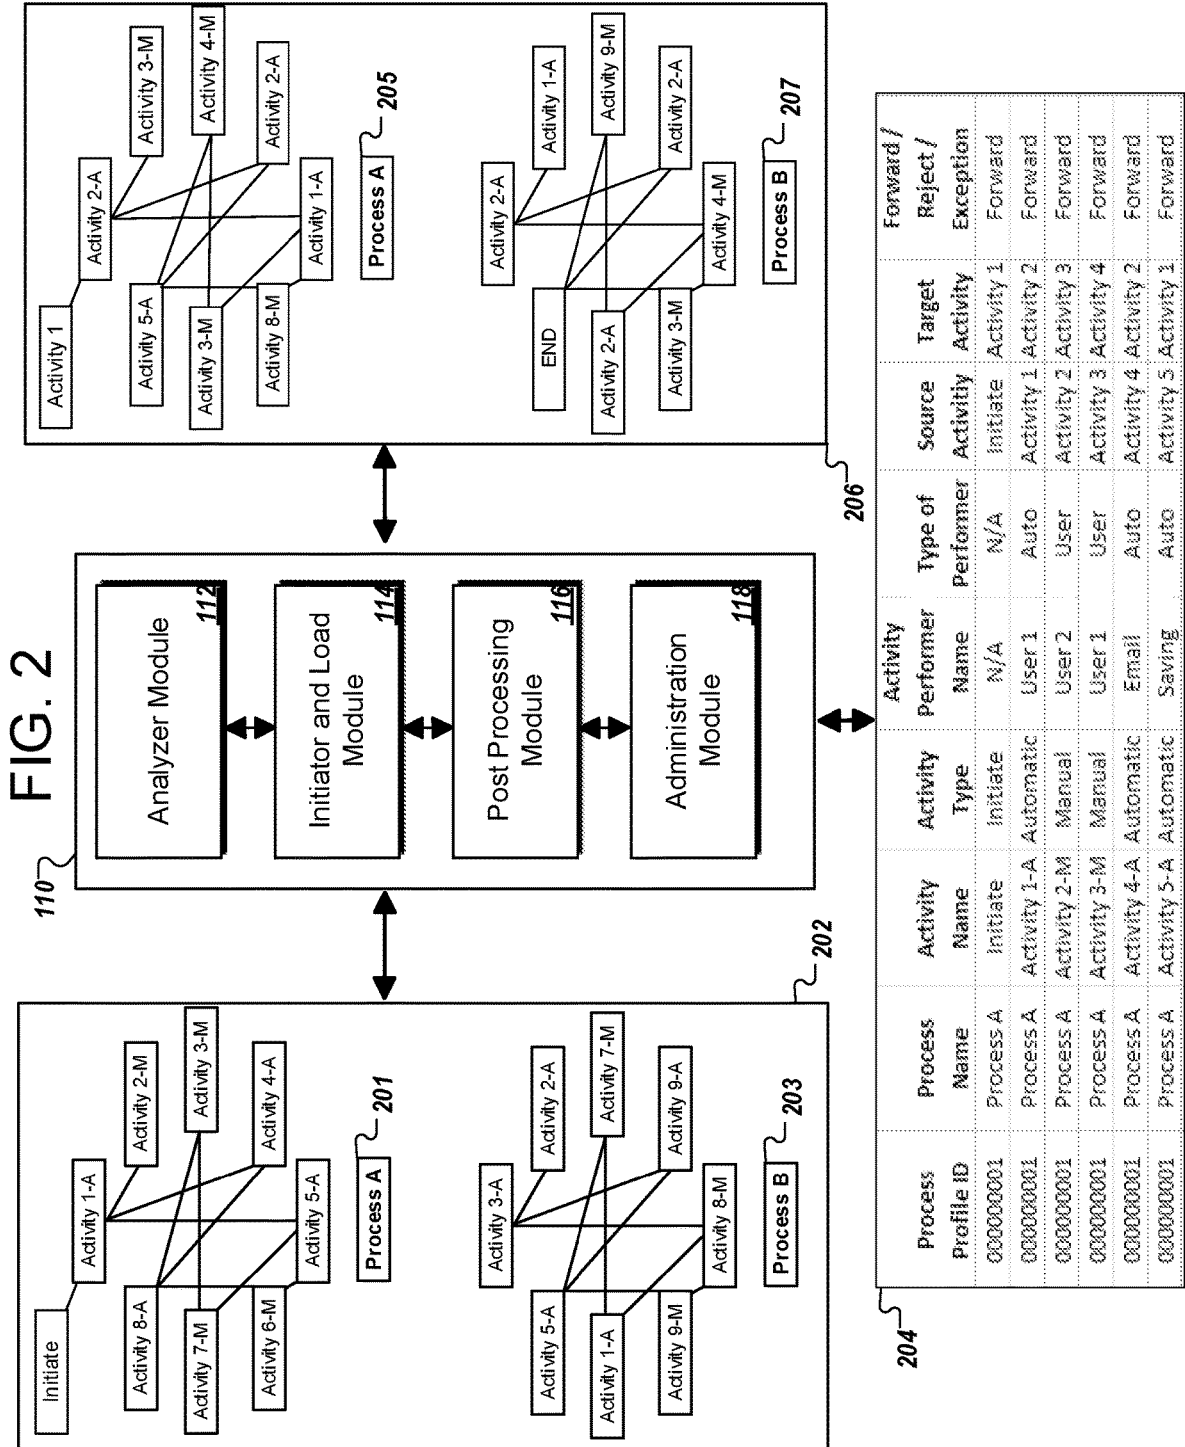 FIG. 2
202
Initiate
Activity 1-A
Activity 2-M
Activity 8-A
Activity 3-M
Activity 7-M
Activity 4-A
Activity 6-M
Activity 5-A
Process A
201
Activity 3-A
Activity 2-A
Activity 5-A
Activity 7-M
Activity 1-A
Activity 9-A
Activity 9-M
Activity 8-M
Process B
203
110
Analyzer Module
112
Initiator and Load
Module
114
Post Processing
Module
116
Administration
Module
118
Activity 1
Activity 2-A
Activity 3-M
Activity 5-A
Activity 4-M
Activity 3-M
Activity 2-A
Activity 8-M
Activity 1-A
Process A
205
Activity 2-A
Activity 1-A
END
Activity 9-M
Activity 2-A
Activity 2-A
Activity 3-M
Activity 4-M
Process B
207
206
204
Process Profile ID Process Name Activity Name Activity Type Activity Performer Name Type of Performer Source Activitiy Target Activity Forward / Reject / Exception
000000001 Process A Initiate Initiate N/A N/A Initiate Activity 1 Forward
000000001 Process A Activity 1-A Automatic User 1 Auto Activity 1 Activity 2 Forward
000000001 Process A Activity 2-M Manual User 2 User Activity 2 Activity 3 Forward
000000001 Process A Activity 3-M Manual User 1 User Activity 3 Activity 4 Forward
000000001 Process A Activity 4-A Automatic Email Auto Activity 4 Activity 2 Forward
000000001 Process A Activity 5-A Automatic Saving Auto Activity 5 Activity 1 Forward